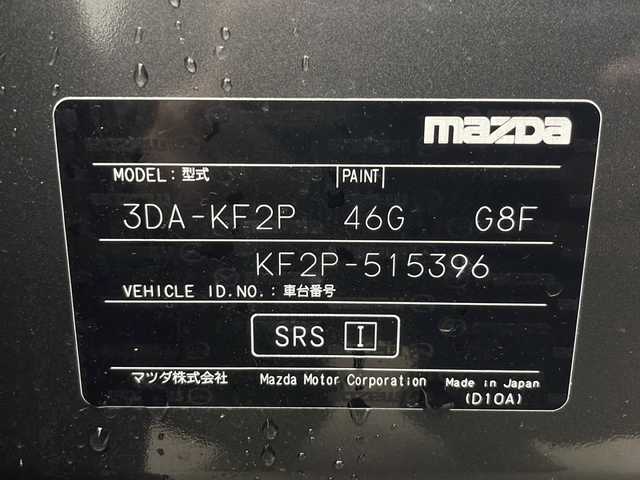 mazda
MODEL: 型式 PAINT
3DA-KF2P 46G G8F
KF2P-515396
VEHICLE ID.NO.: 車台番号
SRS I
マツダ株式会社 Mazda Motor Corporation Made in Japan
(D10A)